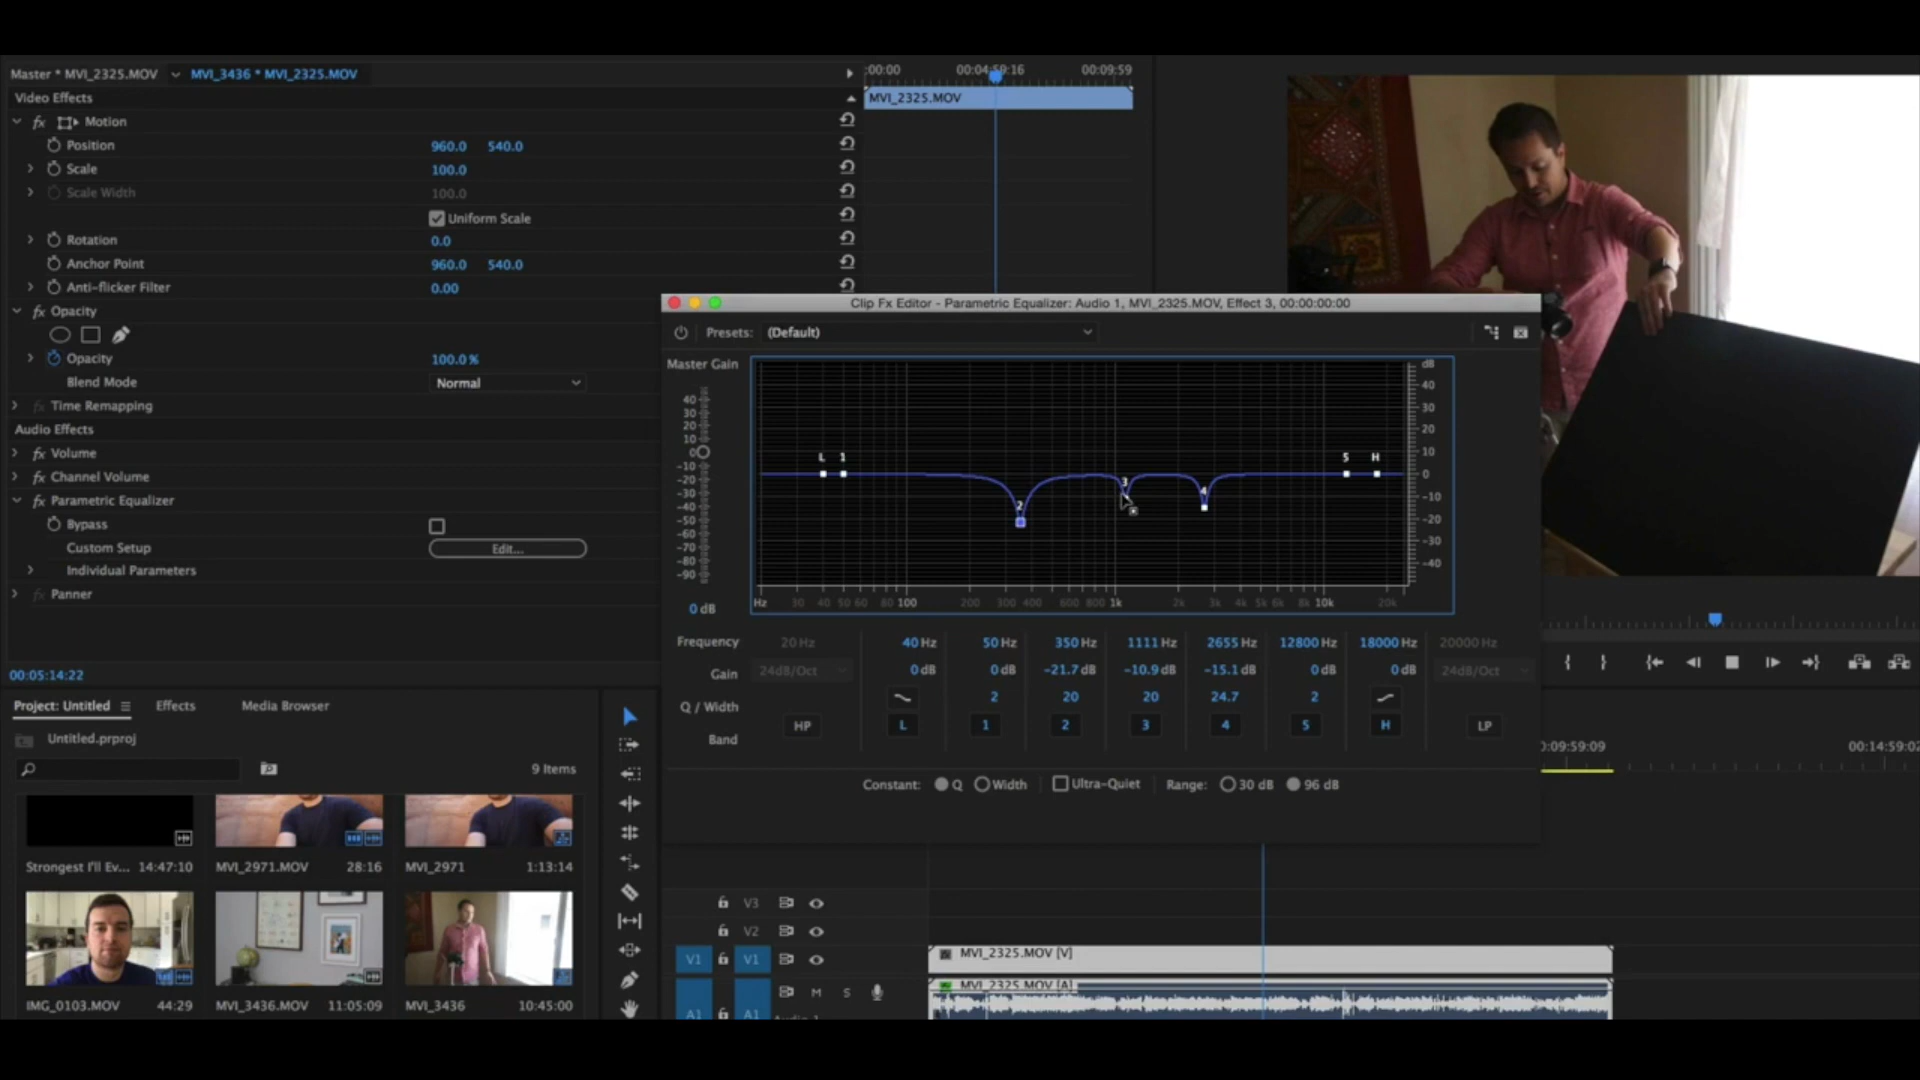 Master * MVI_2325.MOV MVI_3436 * MVI_2325.MOV
:00:00 00:04:59:16 00:09:59
Video Effects
MVI_2325.MOV
fx Motion
Position 960.0 540.0
Scale 100.0
Scale Width 100.0
Uniform Scale
Rotation 0.0
Anchor Point 960.0 540.0
Anti-flicker Filter 0.00
fx Opacity
Opacity 100.0 %
Blend Mode Normal
fx Time Remapping
Audio Effects
fx Volume
fx Channel Volume
fx Parametric Equalizer
Bypass
Custom Setup Edit...
Individual Parameters
fx Panner
00:05:14:22
Clip Fx Editor - Parametric Equalizer: Audio 1, MVI_2325.MOV, Effect 3, 00:00:00:00
Presets: (Default)
Master Gain
40
30
20
10
0
-10
-20
-30
-40
-50
-60
-70
-80
-90
0 dB
dB
40
30
20
10
0
-10
-20
-30
-40
L 1 2 3 4 5 H
Hz 30 40 50 60 80 100 200 300 400 600 800 1k 2k 3k 4k 5k 6k 8k 10k 20k
Frequency 20 Hz 40 Hz 50 Hz 350 Hz 1111 Hz 2655 Hz 12800 Hz 18000 Hz 20000 Hz
Gain 24dB/Oct 0 dB 0 dB -21.7 dB -10.9 dB -15.1 dB 0 dB 0 dB 24dB/Oct
Q / Width 2 20 20 24.7 2
Band HP L 1 2 3 4 5 H LP
Constant: Q Width Ultra-Quiet Range: 30 dB 96 dB
Project: Untitled Effects Media Browser
Untitled.prproj
9 Items
Strongest I'll Ev... 14:47:10 MVI_2971.MOV 28:16 MVI_2971 1:13:14
IMG_0103.MOV 44:29 MVI_3436.MOV 11:05:09 MVI_3436 10:45:00
0:09:59:09 00:14:59:02
V3
V2
V1 V1 MVI_2325.MOV [V]
M S MVI_2325.MOV [A]
A1 A1